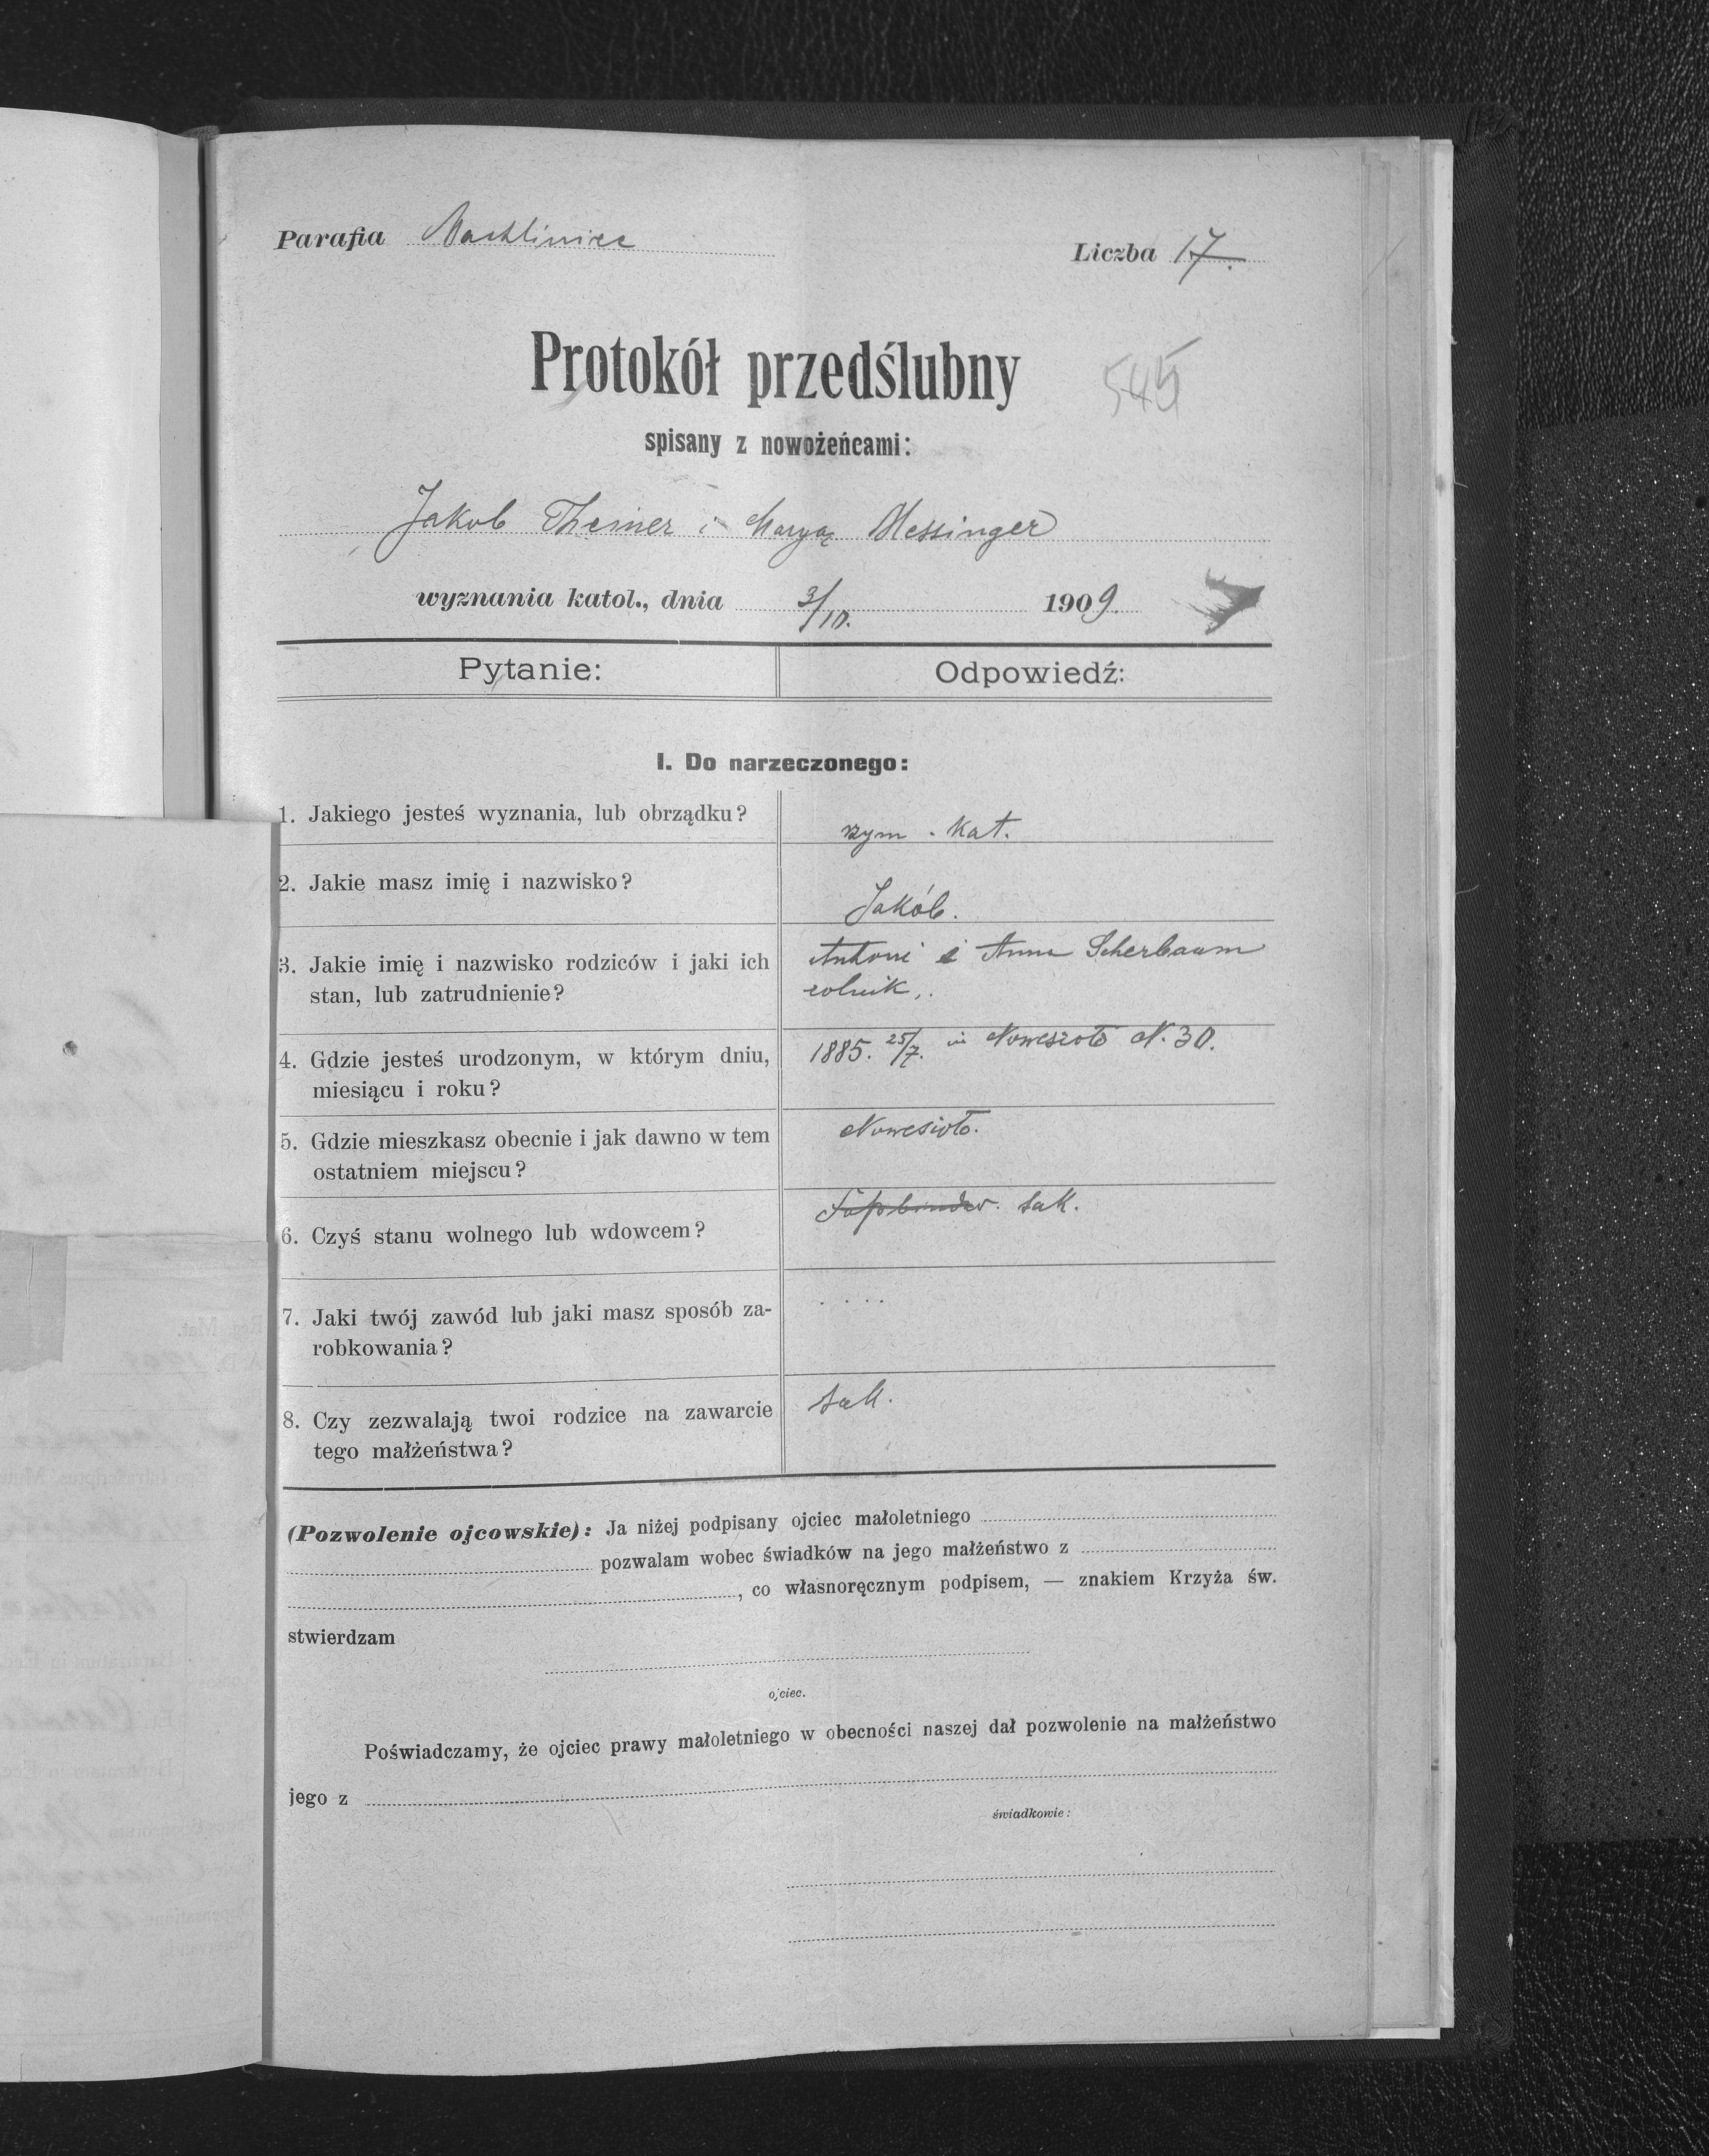 Parafia Machliniec
Liczba 17.
Protokół przedślubny
545
spisany z nowożeńcami:
Jakob Theiner i Maryą Messinger
wyznania katol., dnia 3/10. 1909.
Pytanie: Odpowiedź:
I. Do narzeczonego:
1. Jakiego jesteś wyznania, lub obrządku? rzym. kat.
2. Jakie masz imię i nazwisko? Jakób.
3. Jakie imię i nazwisko rodziców i jaki ich Antoni i Anna Scherbaum
stan, lub zatrudnienie? rolnik.
4. Gdzie jesteś urodzonym, w którym dniu, 1885. 25/7. in Nowesioło N. 30.
miesiącu i roku?
5. Gdzie mieszkasz obecnie i jak dawno w tem Nowesioło.
ostatniem miejscu?
6. Czyś stanu wolnego lub wdowcem? tak.
7. Jaki twój zawód lub jaki masz sposób za- . . . .
robkowania?
8. Czy zezwalają twoi rodzice na zawarcie tak.
tego małżeństwa?
(Pozwolenie ojcowskie): Ja niżej podpisany ojciec małoletniego
pozwalam wobec świadków na jego małżeństwo z
, co własnoręcznym podpisem, — znakiem Krzyża św.
stwierdzam
ojciec.
Poświadczamy, że ojciec prawy małoletniego w obecności naszej dał pozwolenie na małżeństwo
jego z
świadkowie: